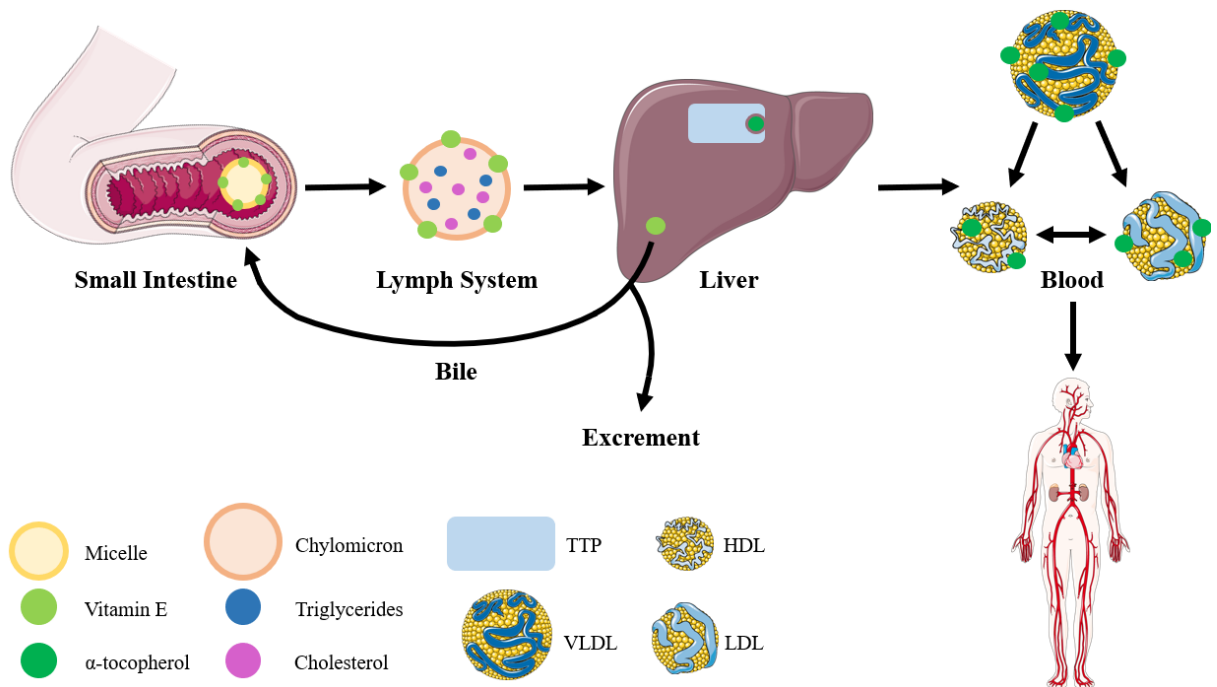 Small Intestine
Lymph System
Liver
Blood
Bile
Excrement
Micelle
Chylomicron
TTP
HDL
Vitamin E
Triglycerides
α-tocopherol
Cholesterol
VLDL
LDL